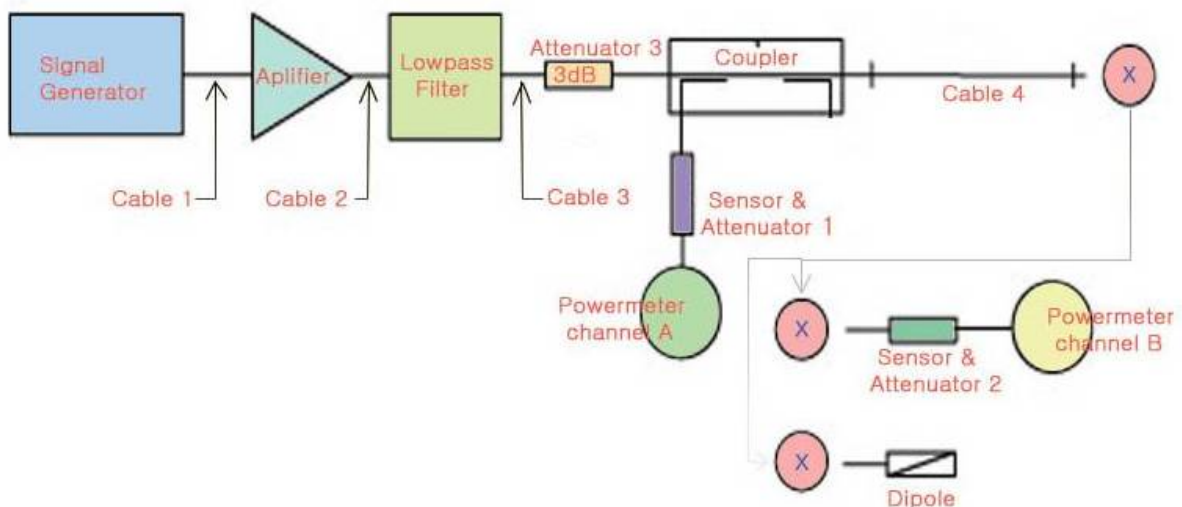 Signal
Generator
Aplifier
Lowpass
Filter
Attenuator 3
3dB
Coupler
Cable 4
X
Cable 1
Cable 2
Cable 3
Sensor &
Attenuator 1
Powermeter
channel A
X
Sensor &
Attenuator 2
Powermeter
channel B
X
Dipole